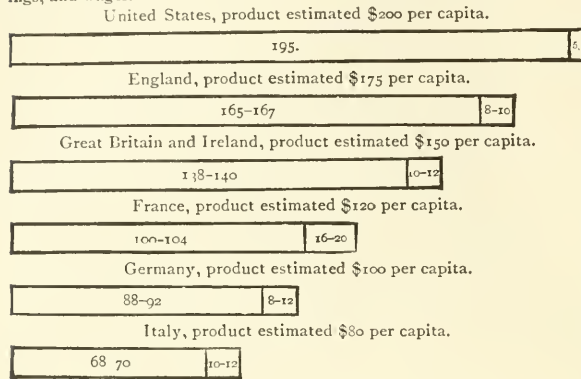 United States, product estimated $200 per capita.
195.
5.
England, product estimated $175 per capita.
165–167
8–10
Great Britain and Ireland, product estimated $150 per capita.
138–140
10–12
France, product estimated $120 per capita.
100–104
16–20
Germany, product estimated $100 per capita.
88–92
8–12
Italy, product estimated $80 per capita.
68 70
10–12